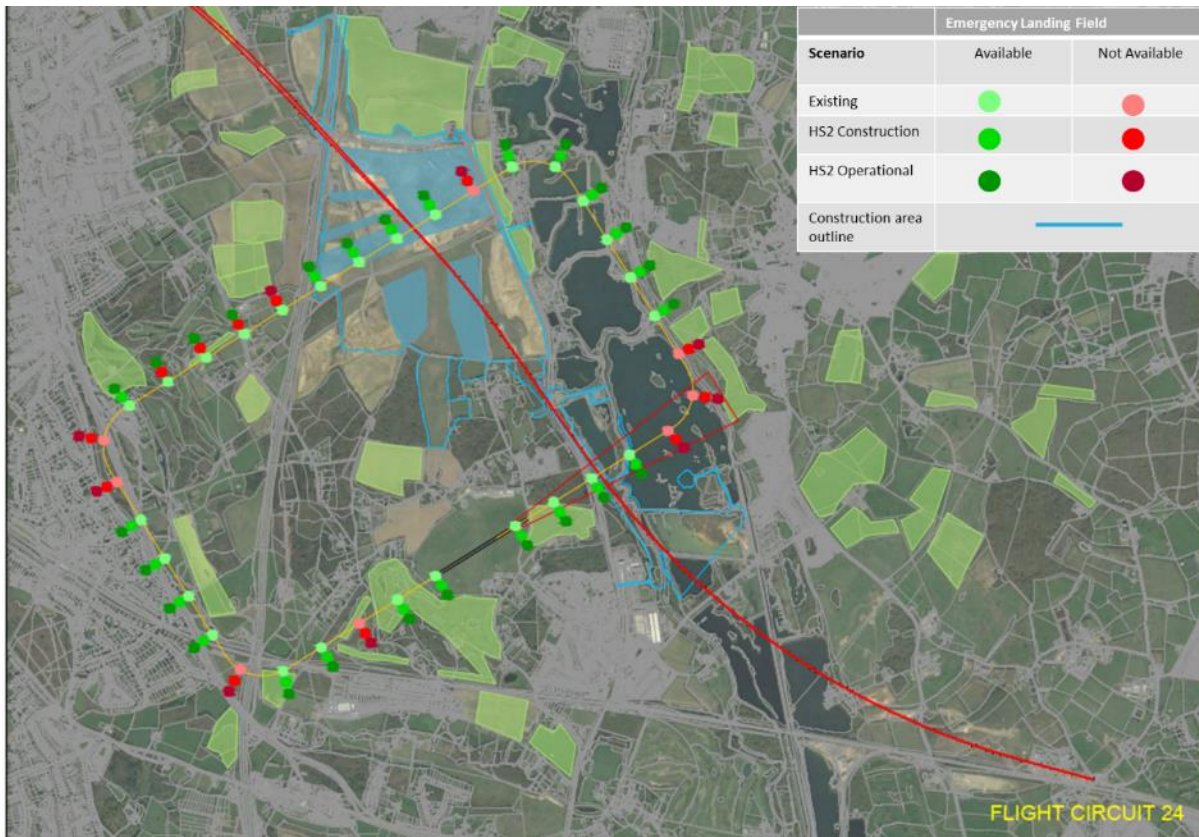 Emergency Landing Field
Scenario Available Not Available
Existing
HS2 Construction
HS2 Operational
Construction area
outline
FLIGHT CIRCUIT 24